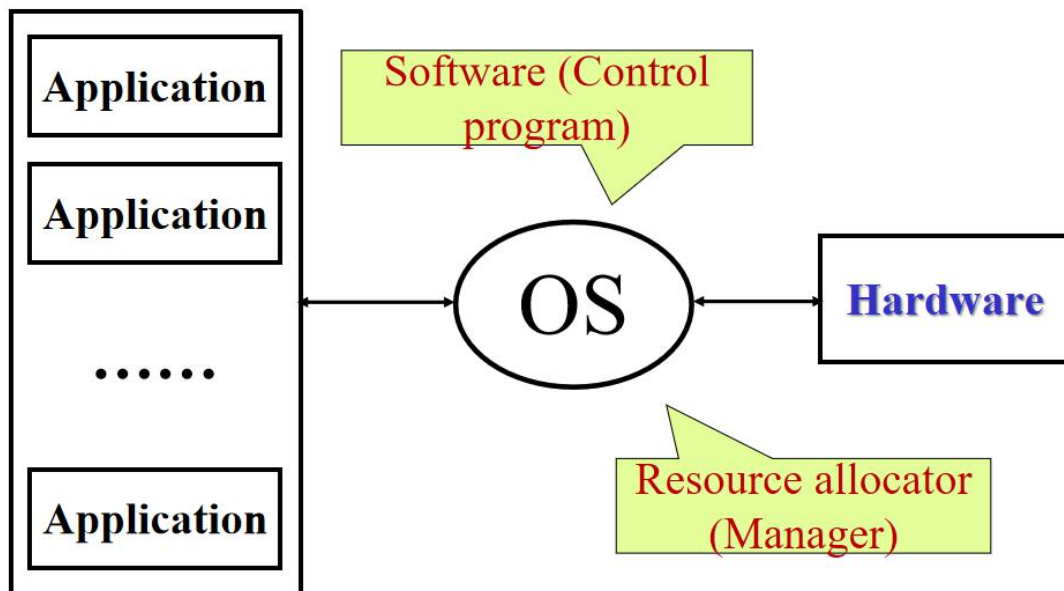 Application
Application
......
Application
Software (Control
program)
OS
Hardware
Resource allocator
(Manager)